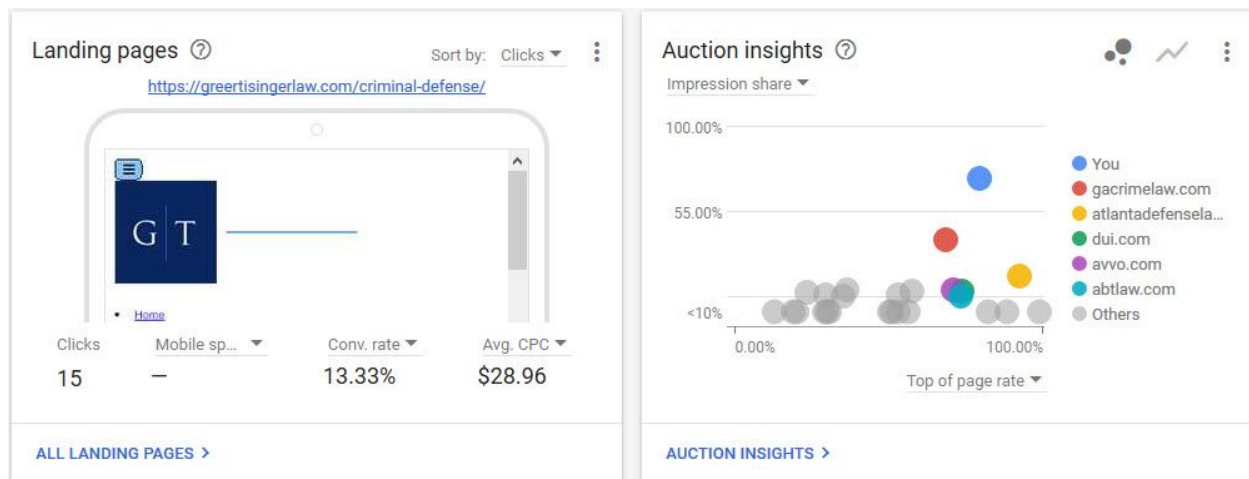 Landing pages
Sort by: Clicks
https://greertisingerlaw.com/criminal-defense/
G T
Home
Clicks Mobile sp... Conv. rate Avg. CPC
15 — 13.33% $28.96
ALL LANDING PAGES
Auction insights
Impression share
100.00%
55.00%
<10%
0.00% 100.00%
Top of page rate
You
gacrimelaw.com
atlantadefensela...
dui.com
avvo.com
abtlaw.com
Others
AUCTION INSIGHTS